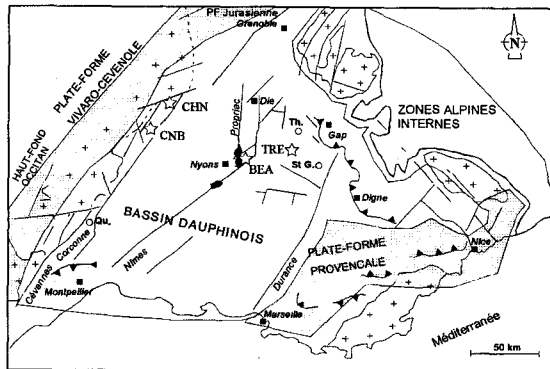 PF Jurasienne
Grenoble
N
PLATE-FORME
VIVARO-CEVENOLE
HAUT-FOND
OCCITAN
CHN
CNB
Propriac
Die
Th.
Gap
ZONES ALPINES
INTERNES
TRE
Nyons
BEA
St G.
Digne
Qu.
BASSIN DAUPHINOIS
Corconne
Cévennes
Nîmes
Durance
PLATE-FORME
PROVENCALE
Nice
Montpellier
Marseille
Méditerranée
50 km